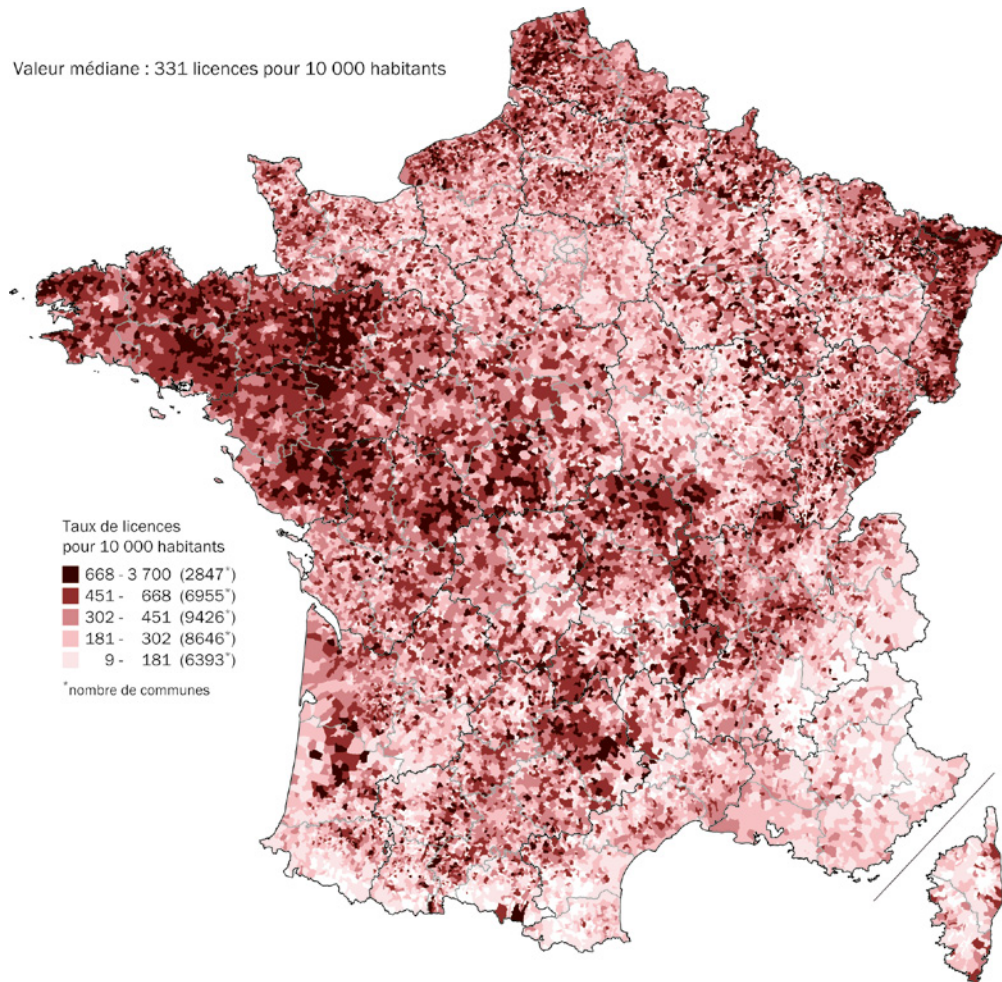 Valeur médiane : 331 licences pour 10 000 habitants
Taux de licences
pour 10 000 habitants
668 - 3 700 (2847*)
451 - 668 (6955*)
302 - 451 (9426*)
181 - 302 (8646*)
9 - 181 (6393*)
*nombre de communes